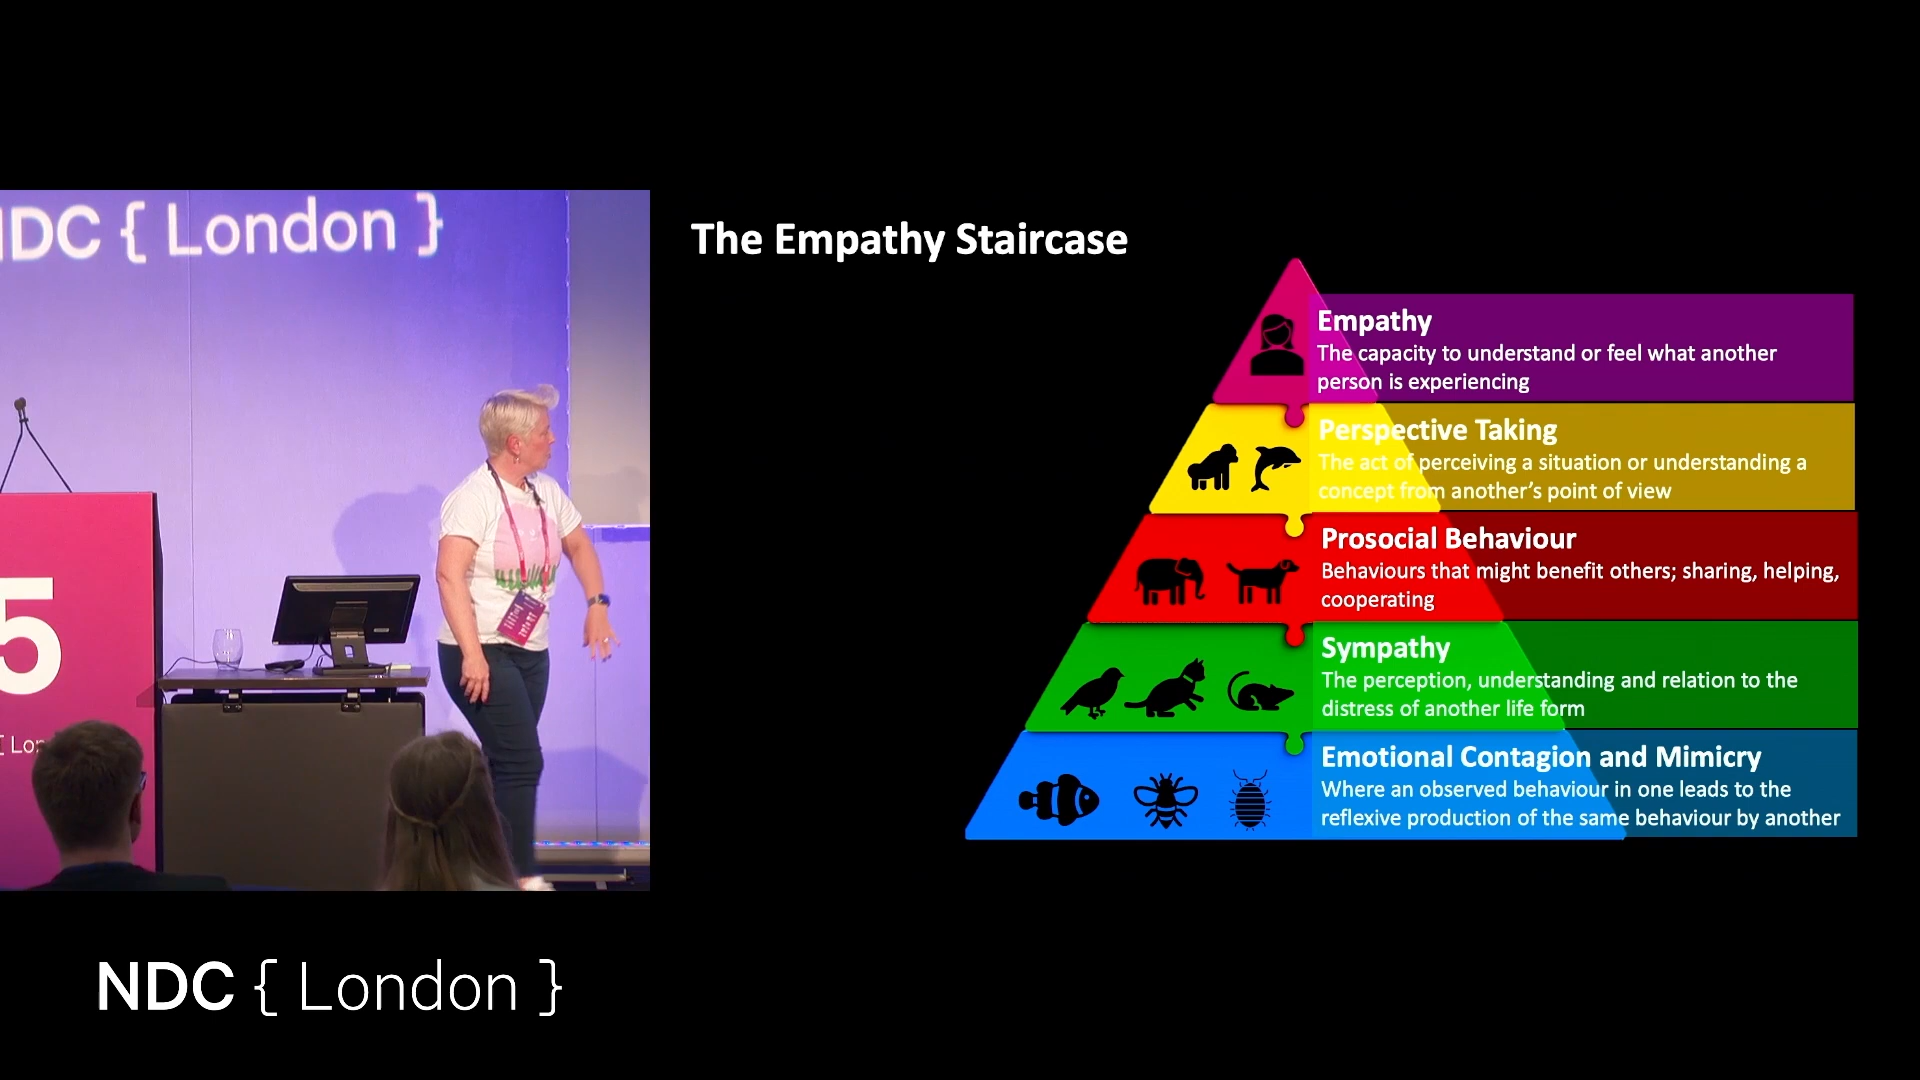 NDC { London }
5
The Empathy Staircase
Empathy
The capacity to understand or feel what another
person is experiencing
Perspective Taking
The act of perceiving a situation or understanding a
concept from another's point of view
Prosocial Behaviour
Behaviours that might benefit others; sharing, helping,
cooperating
Sympathy
The perception, understanding and relation to the
distress of another life form
Emotional Contagion and Mimicry
Where an observed behaviour in one leads to the
reflexive production of the same behaviour by another
NDC { London }